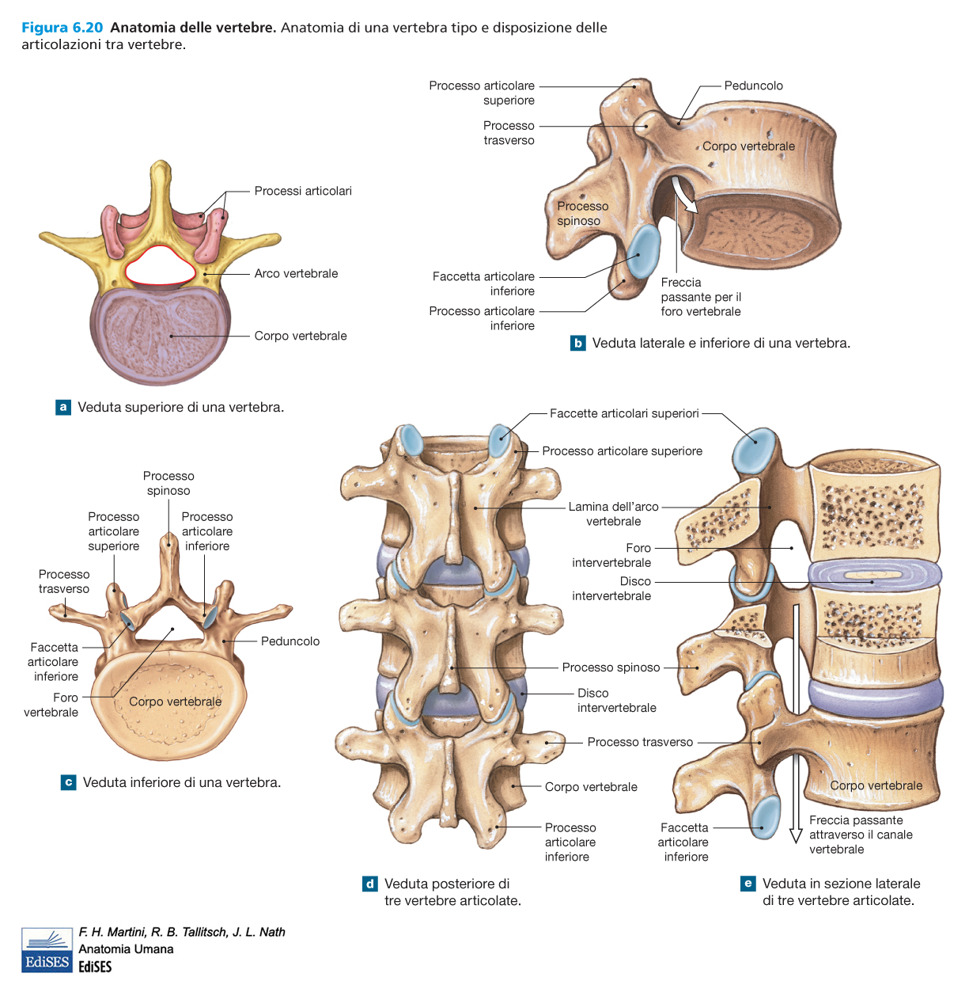 Figura 6.20 Anatomia delle vertebre. Anatomia di una vertebra tipo e disposizione delle
articolazioni tra vertebre.
Processi articolari
Arco vertebrale
Corpo vertebrale
a Veduta superiore di una vertebra.
Processo articolare
superiore
Processo
trasverso
Peduncolo
Corpo vertebrale
Processo
spinoso
Faccetta articolare
inferiore
Processo articolare
inferiore
Freccia
passante per il
foro vertebrale
b Veduta laterale e inferiore di una vertebra.
Processo
spinoso
Processo
articolare
superiore
Processo
articolare
inferiore
Processo
trasverso
Faccetta
articolare
inferiore
Foro
vertebrale
Peduncolo
Corpo vertebrale
c Veduta inferiore di una vertebra.
Faccette articolari superiori
Processo articolare superiore
Lamina dell'arco
vertebrale
Foro
intervertebrale
Disco
intervertebrale
Processo spinoso
Disco
intervertebrale
Processo trasverso
Corpo vertebrale
Processo
articolare
inferiore
Faccetta
articolare
inferiore
Corpo vertebrale
Freccia passante
attraverso il canale
vertebrale
d Veduta posteriore di
tre vertebre articolate.
e Veduta in sezione laterale
di tre vertebre articolate.
EdiSES
F. H. Martini, R. B. Tallitsch, J. L. Nath
Anatomia Umana
EdiSES